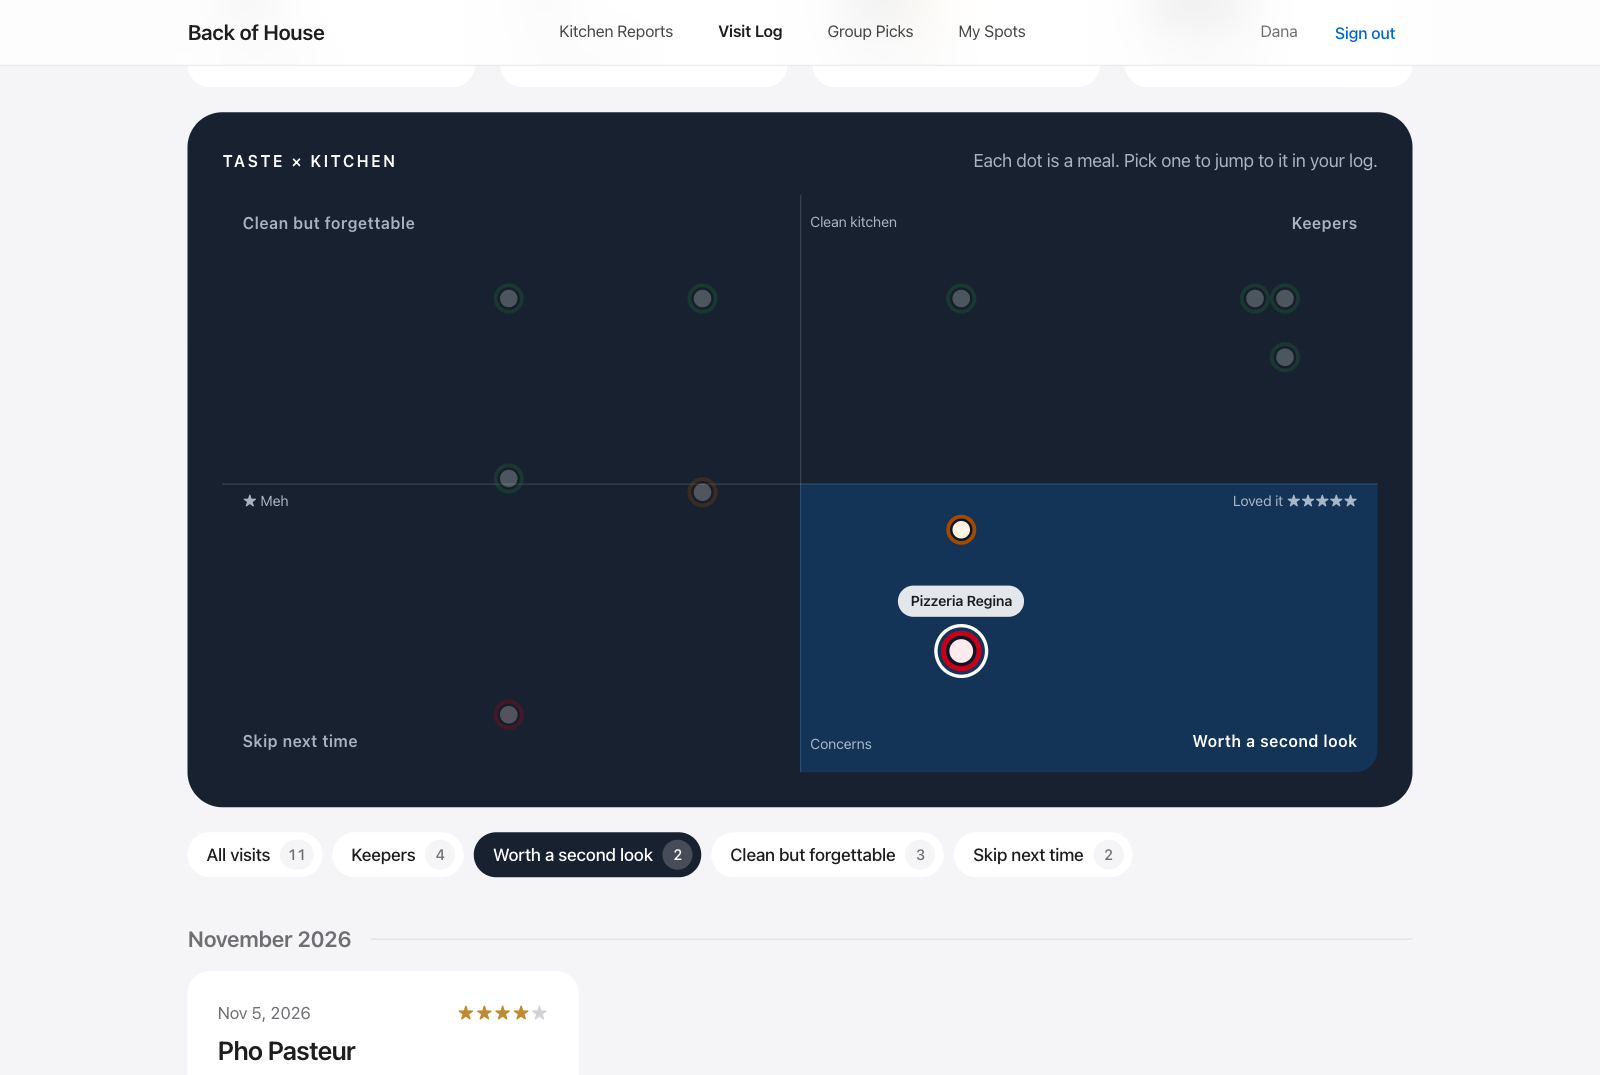 Back of House
Kitchen Reports
Visit Log
Group Picks
My Spots
Dana
Sign out
TASTE × KITCHEN
Each dot is a meal. Pick one to jump to it in your log.
Clean but forgettable
Clean kitchen
Keepers
★ Meh
Loved it ★★★★★
Pizzeria Regina
Skip next time
Concerns
Worth a second look
All visits 11
Keepers 4
Worth a second look 2
Clean but forgettable 3
Skip next time 2
November 2026
Nov 5, 2026
Pho Pasteur